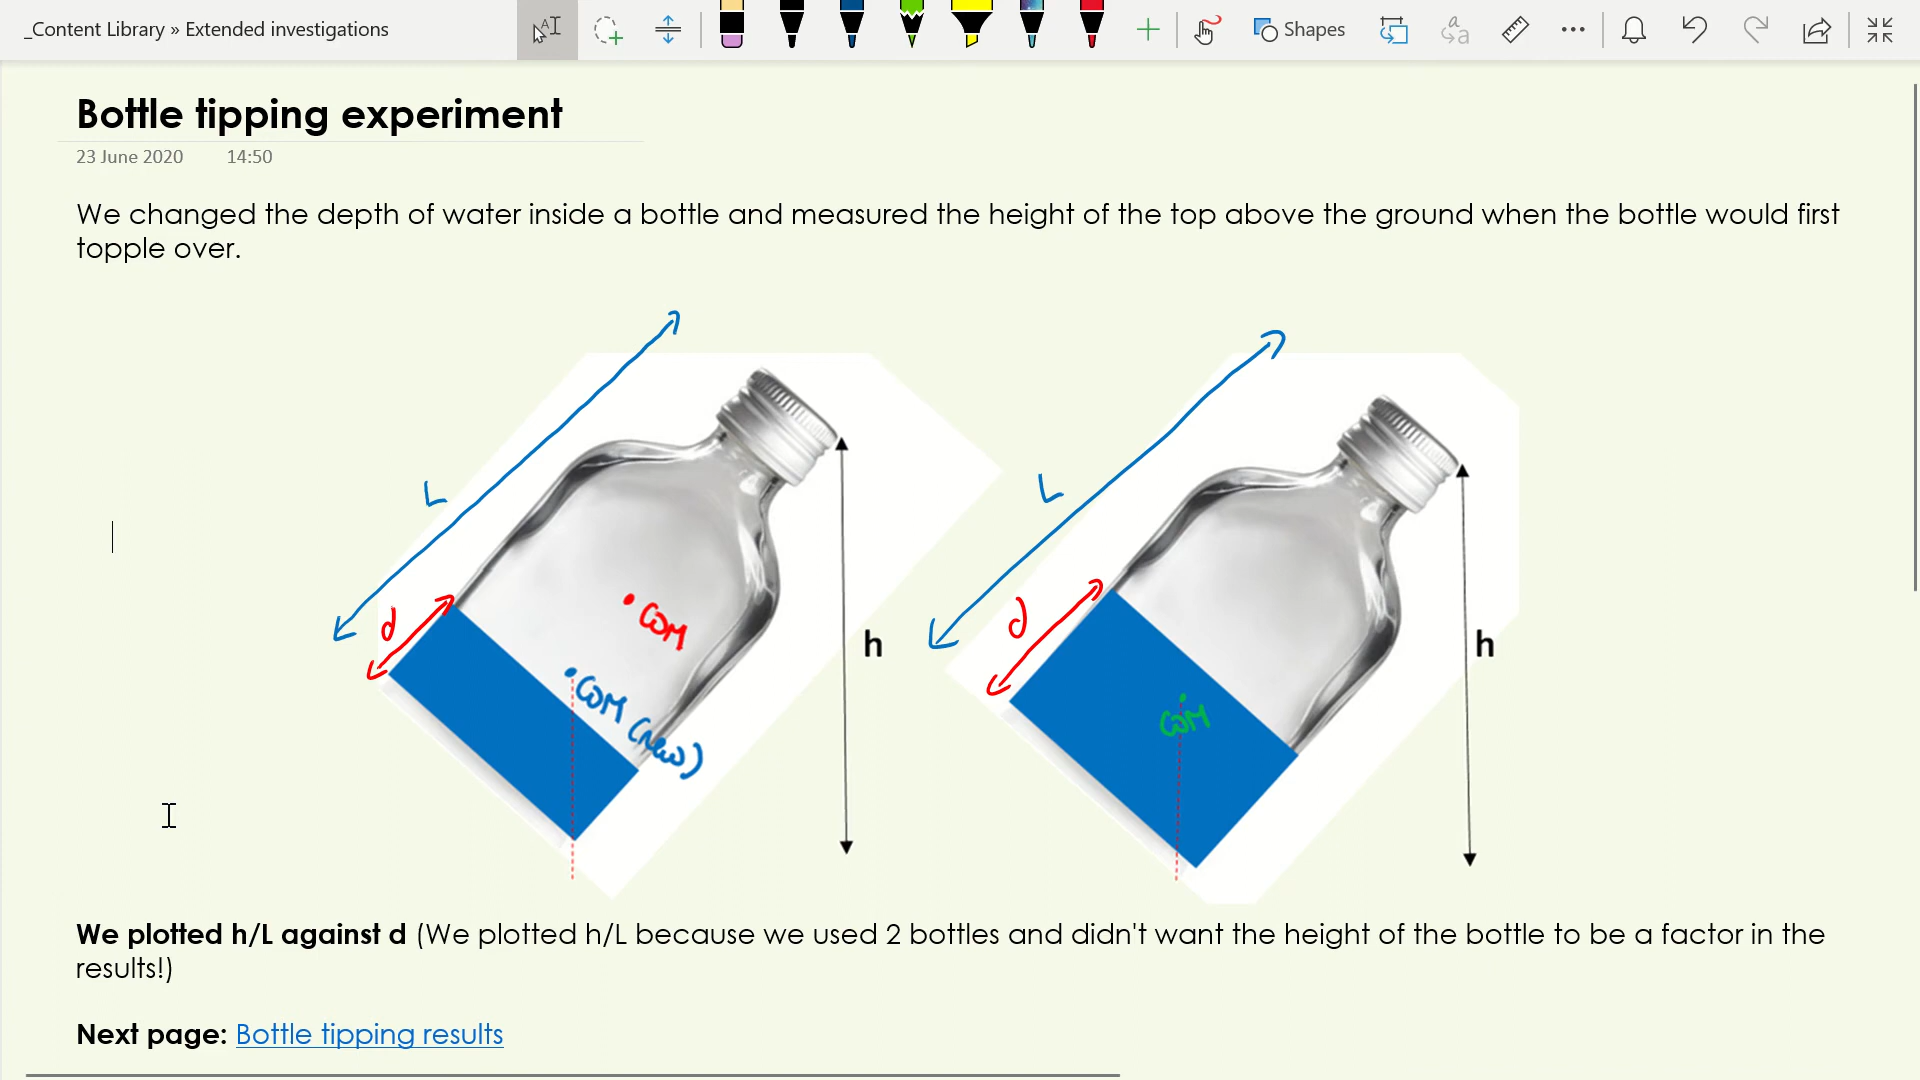 _Content Library » Extended investigations
Shapes
Bottle tipping experiment
23 June 2020 14:50
We changed the depth of water inside a bottle and measured the height of the top above the ground when the bottle would first
topple over.
L
d
COM
COM (new)
h
L
d
COM
h
We plotted h/L against d (We plotted h/L because we used 2 bottles and didn't want the height of the bottle to be a factor in the
results!)
Next page: Bottle tipping results